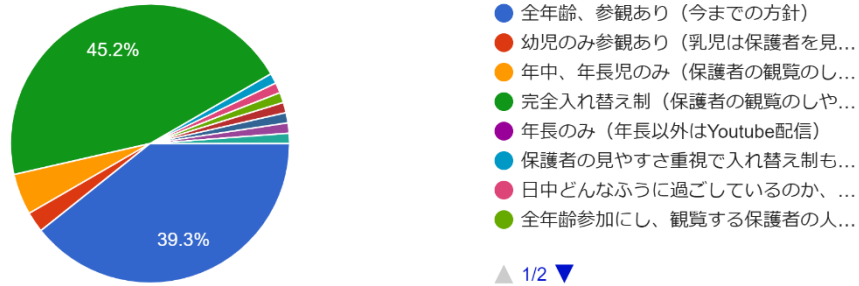 45.2%
39.3%
全年齢、参観あり（今までの方針）
幼児のみ参観あり（乳児は保護者を見…
年中、年長児のみ（保護者の観覧のし…
完全入れ替え制（保護者の観覧のしや…
年長のみ（年長以外はYoutube配信）
保護者の見やすさ重視で入れ替え制も…
日中どんなふうに過ごしているのか、…
全年齢参加にし、観覧する保護者の人…
1/2